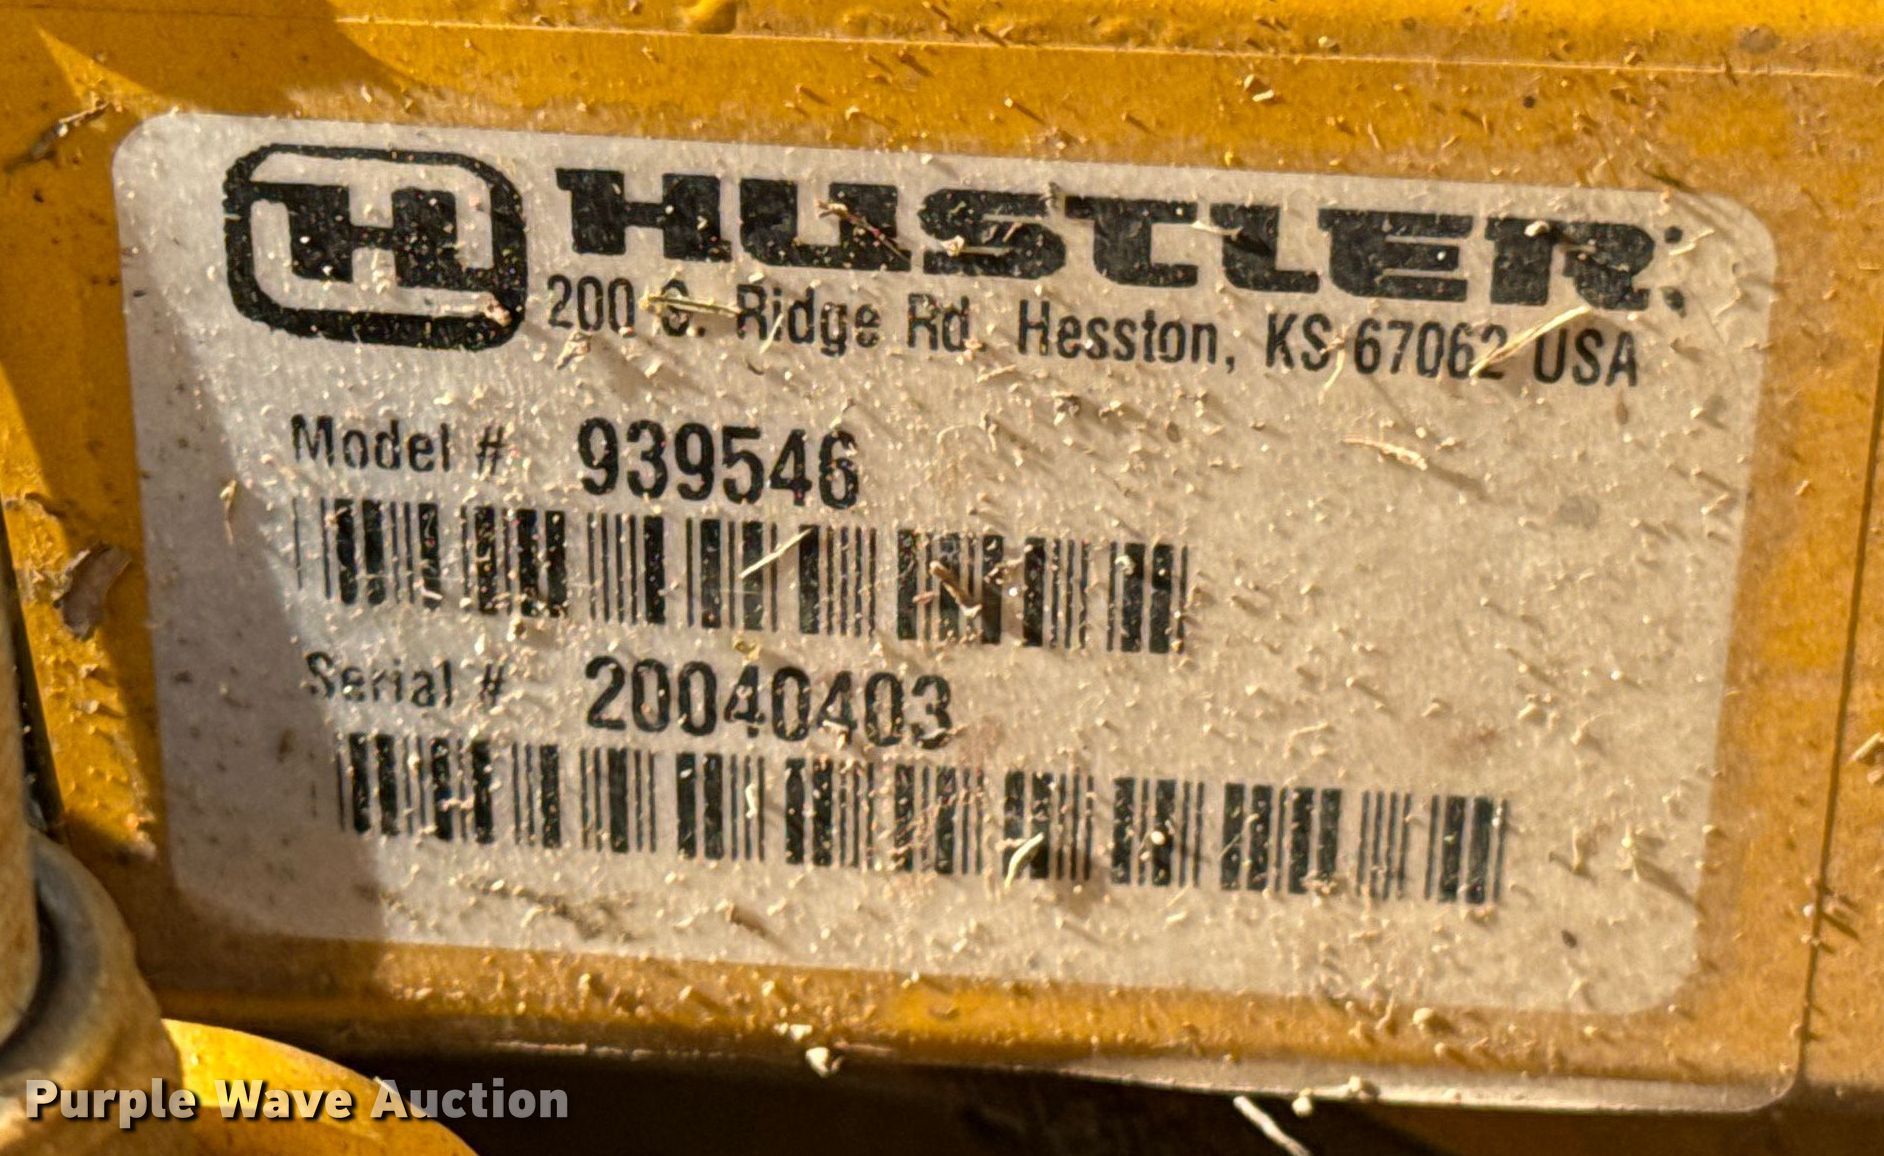 H HUSTLER
200 S. Ridge Rd. Hesston, KS 67062 USA
Model # 939546
Serial # 20040403
Purple Wave Auction